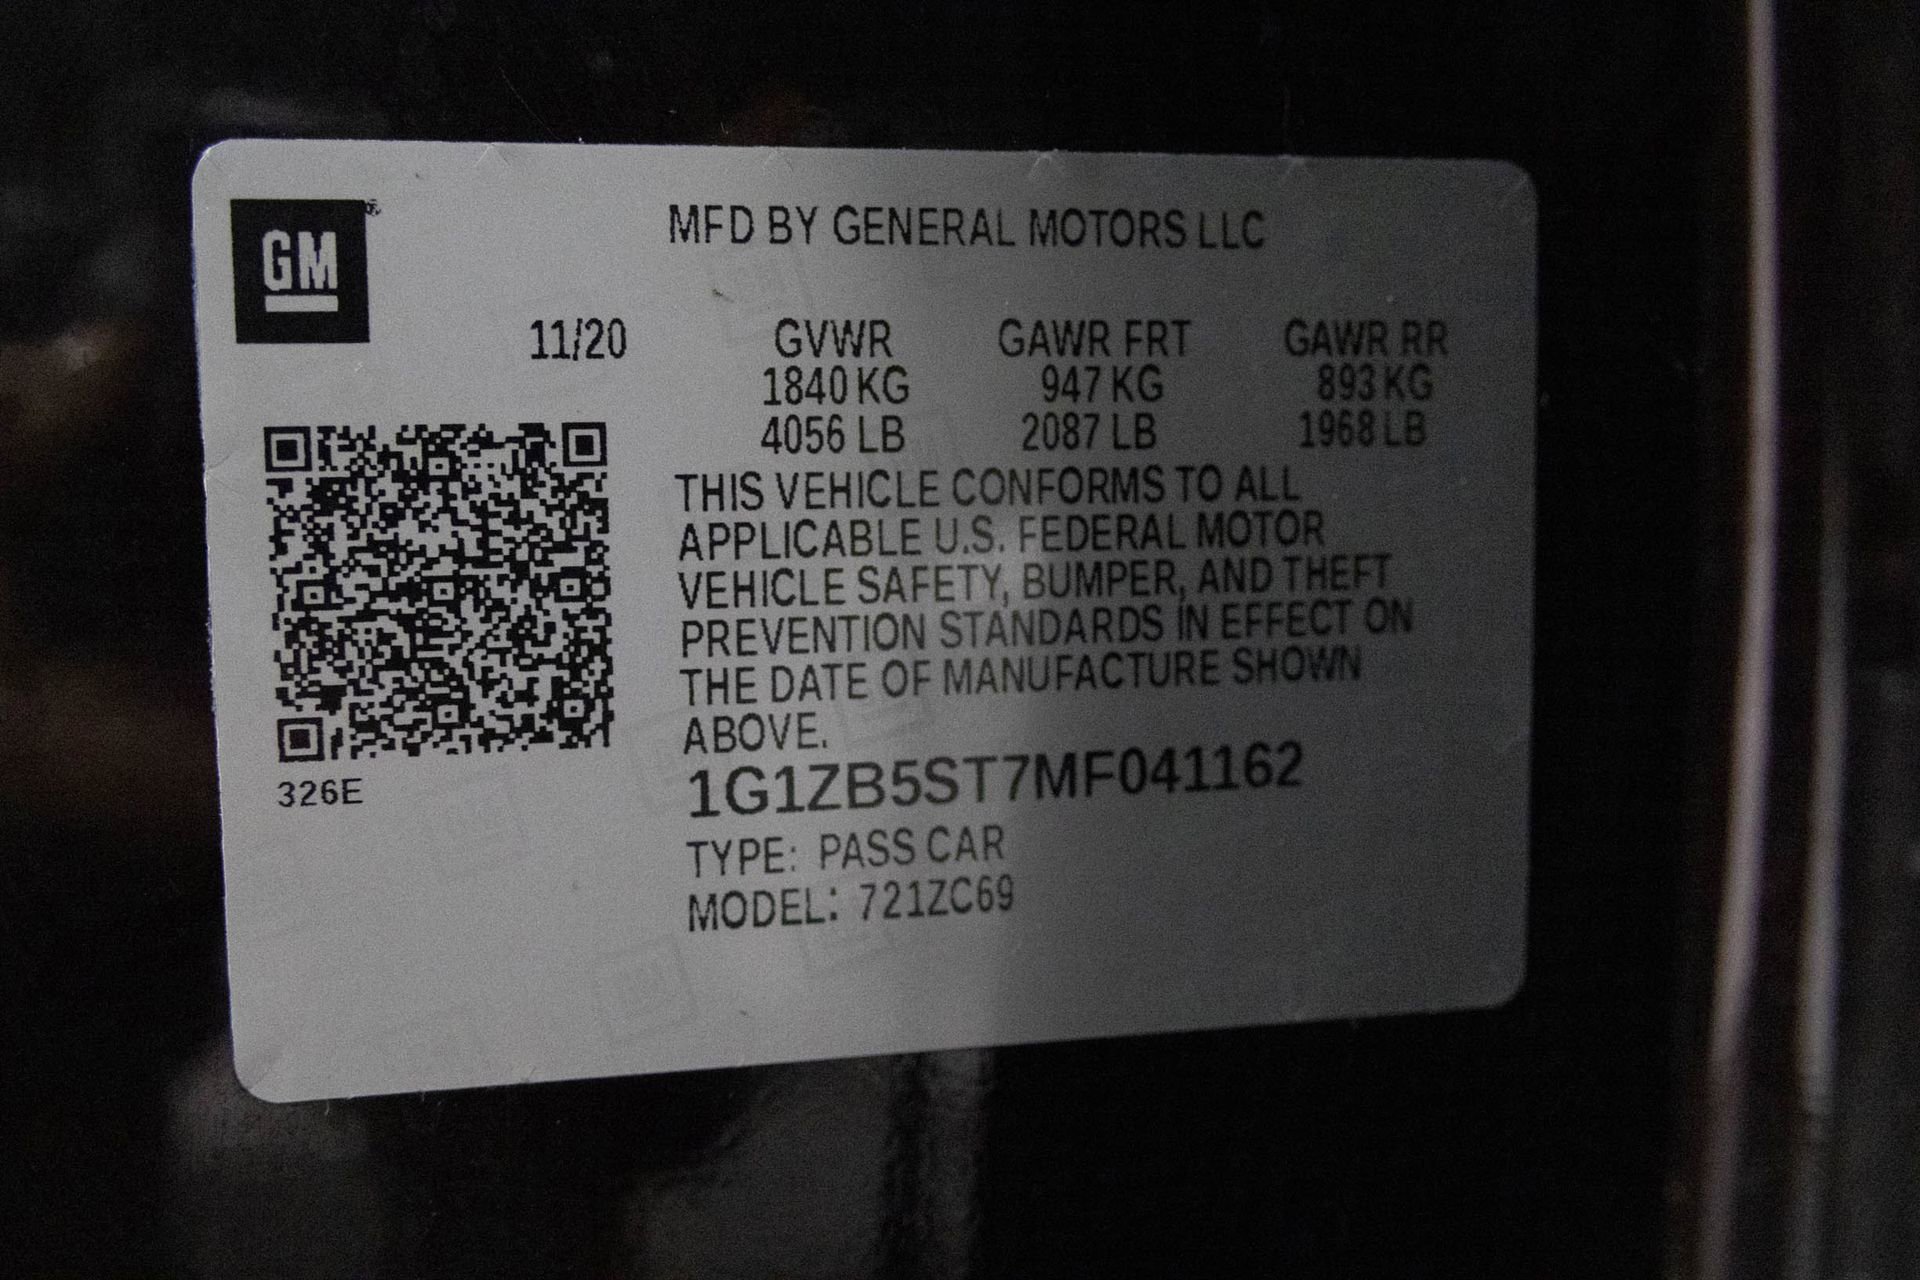 GM
MFD BY GENERAL MOTORS LLC
11/20 GVWR GAWR FRT GAWR RR
1840 KG 947 KG 893 KG
4056 LB 2087 LB 1968 LB
THIS VEHICLE CONFORMS TO ALL
APPLICABLE U.S. FEDERAL MOTOR
VEHICLE SAFETY, BUMPER, AND THEFT
PREVENTION STANDARDS IN EFFECT ON
THE DATE OF MANUFACTURE SHOWN
ABOVE.
1G1ZB5ST7MF041162
326E
TYPE: PASS CAR
MODEL: 721ZC69